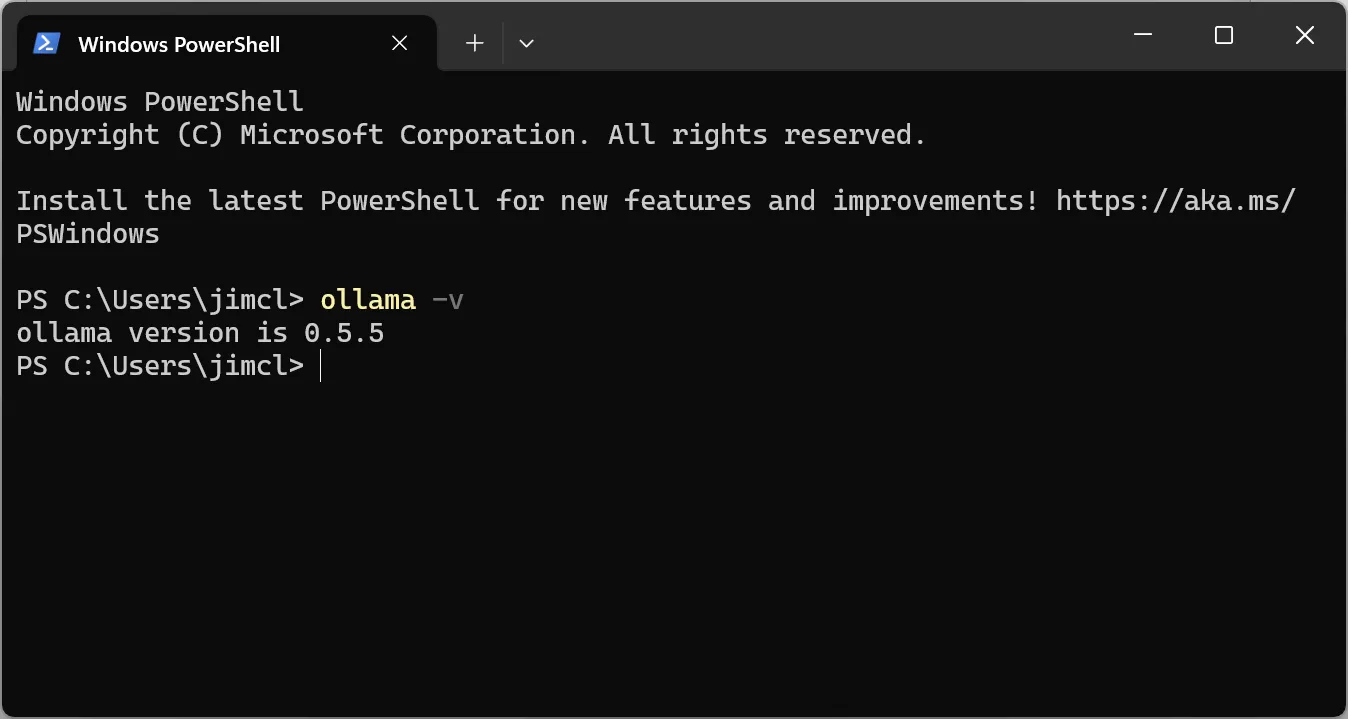 Windows PowerShell
Windows PowerShell
Copyright (C) Microsoft Corporation. All rights reserved.
Install the latest PowerShell for new features and improvements! https://aka.ms/
PSWindows
PS C:\Users\jimcl> ollama -v
ollama version is 0.5.5
PS C:\Users\jimcl>